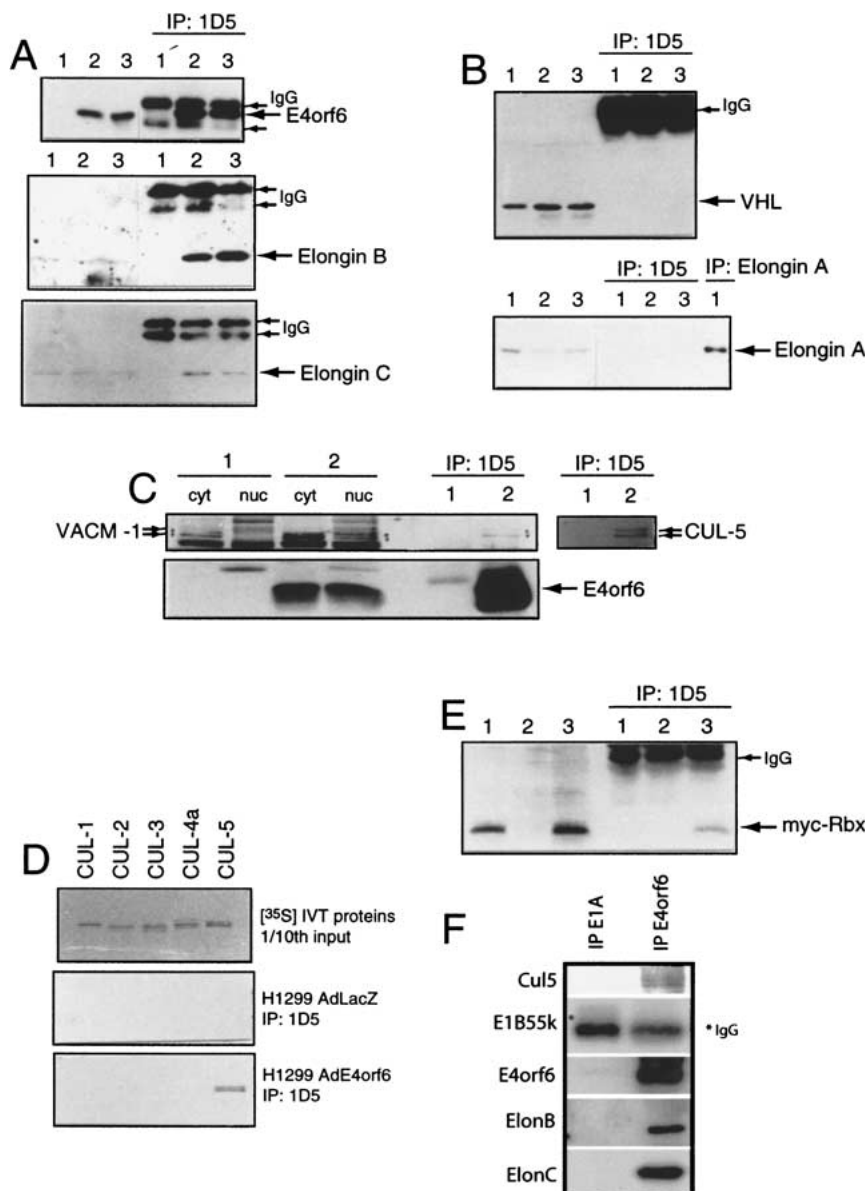 A
IP: 1D5
1 2 3 1 2 3
IgG
E4orf6
1 2 3 1 2 3
IgG
Elongin B
IgG
Elongin C
B
IP: 1D5
1 2 3 1 2 3
IgG
VHL
IP: 1D5 IP: Elongin A
1 2 3 1 2 3 1
Elongin A
C
1 2 IP: 1D5 IP: 1D5
cyt nuc cyt nuc 1 2 1 2
VACM -1
CUL-5
E4orf6
D
CUL-1 CUL-2 CUL-3 CUL-4a CUL-5
[35S] IVT proteins
1/10th input
H1299 AdLacZ
IP: 1D5
H1299 AdE4orf6
IP: 1D5
E
IP: 1D5
1 2 3 1 2 3
IgG
myc-Rbx
F
IP E1A IP E4orf6
Cul5
E1B55k
* IgG
E4orf6
ElonB
ElonC